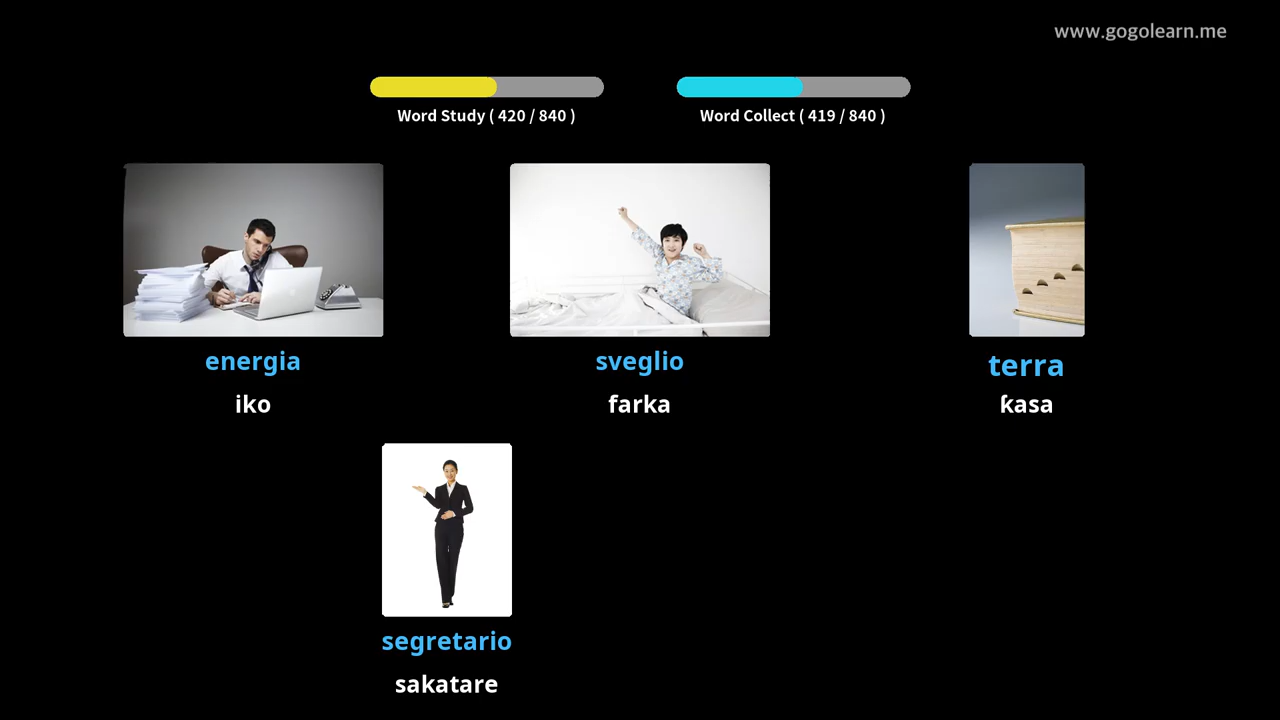 www.gogolearn.me
Word Study ( 420 / 840 )
Word Collect ( 419 / 840 )
energia
iko
sveglio
farka
terra
ƙasa
segretario
sakatare